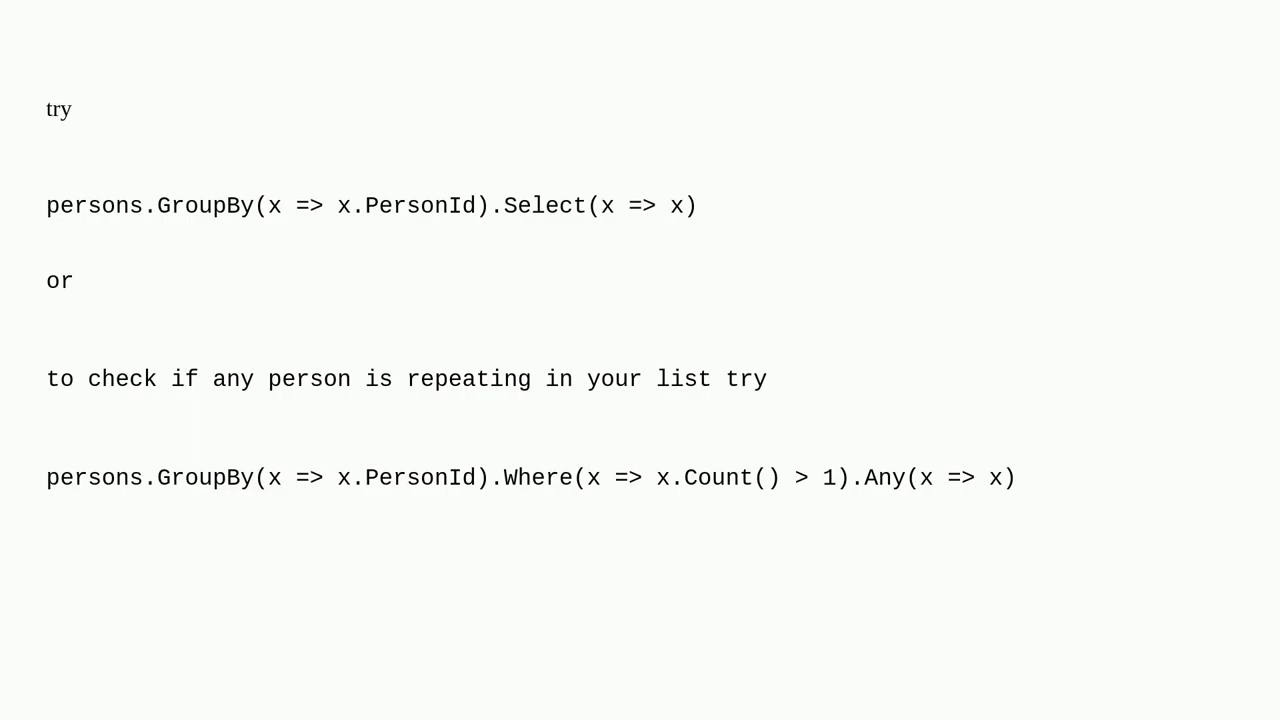 try
persons.GroupBy(x => x.PersonId).Select(x => x)
or
to check if any person is repeating in your list try
persons.GroupBy(x => x.PersonId).Where(x => x.Count() > 1).Any(x => x)